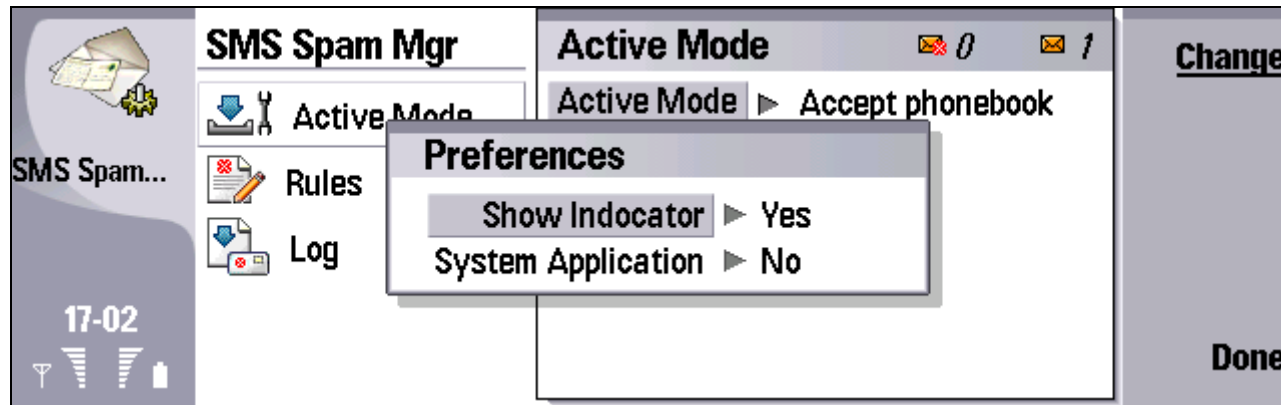 SMS Spam...
17-02
SMS Spam Mgr
Active Mode
Rules
Log
Active Mode 0 1
Active Mode Accept phonebook
Preferences
Show Indocator Yes
System Application No
Change
Done